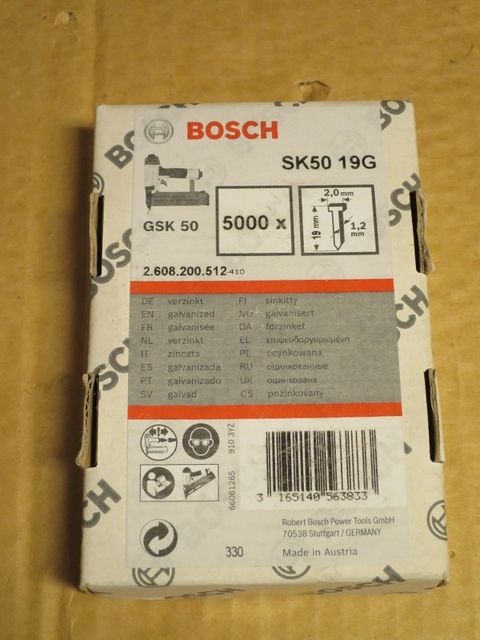 BOSCH
SK50 19G
GSK 50
5000 x
2,0 mm
19 mm
1,2 mm
2.608.200.512-410
DE verzinkt FI sinkitty
EN galvanized NO galvanisert
FR galvanisée DA forzinket
NL verzinkt EL επιψευδαργυρωμένη
IT zincata PL ocynkowana
ES galvanizada RU оцинкованные
PT galvanizado UK оцинкована
SV galvad CS pozinkovaný
910 3YZ
66061265
3 165140 563833
Robert Bosch Power Tools GmbH
70538 Stuttgart / GERMANY
330 Made in Austria
BOSCH
BOSCH
BOSCH
BOSCH